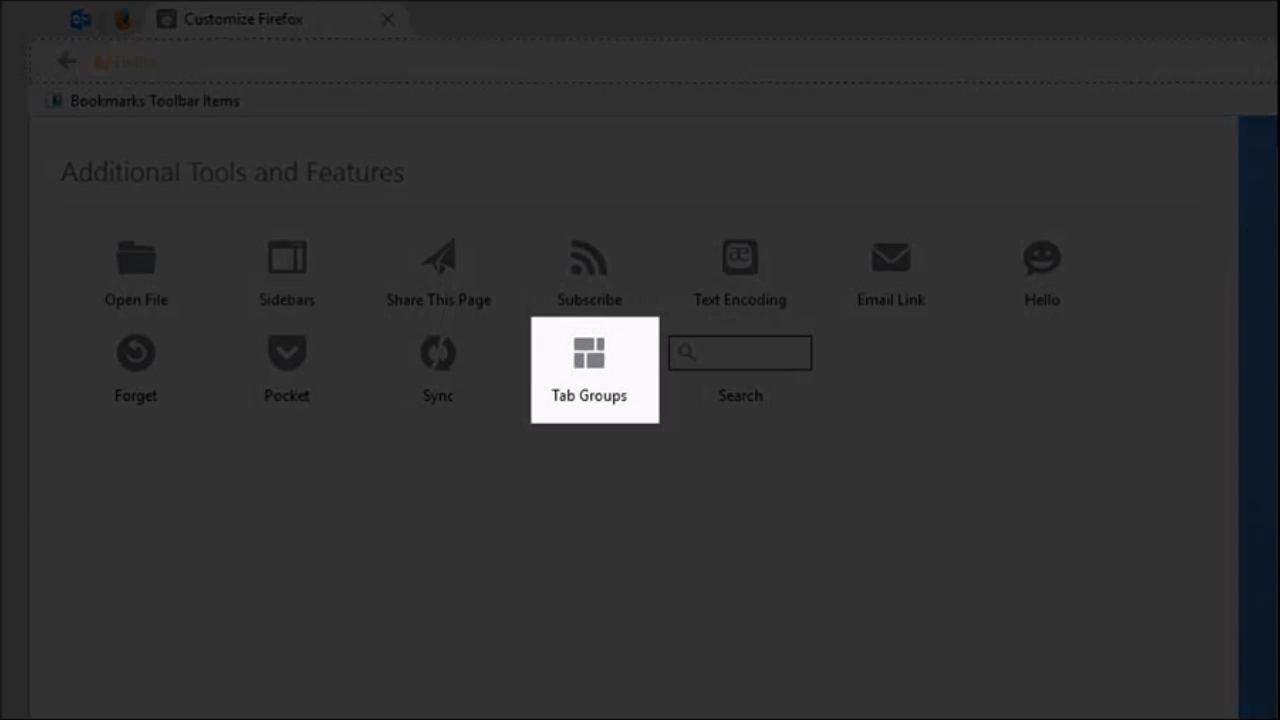 Customize Firefox
Firefox
Bookmarks Toolbar Items
Additional Tools and Features
Open File Sidebars Share This Page Subscribe Text Encoding Email Link Hello
Forget Pocket Sync Tab Groups Search